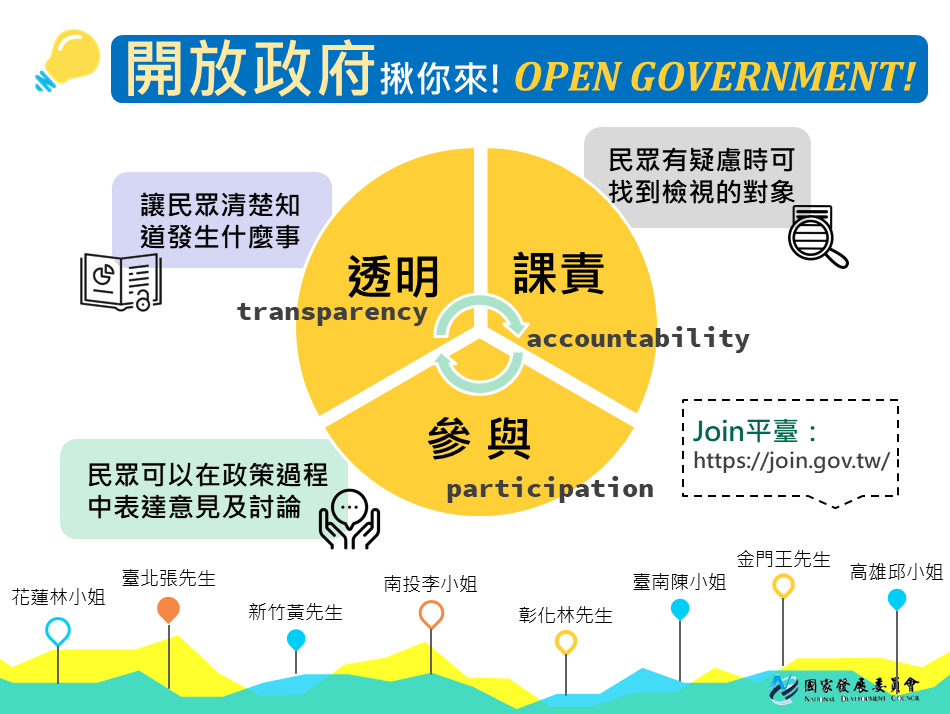 開放政府揪你來! OPEN GOVERNMENT!
民眾有疑慮時可
找到檢視的對象
讓民眾清楚知
道發生什麼事
透明
transparency
課責
accountability
參與
participation
Join平臺：
https://join.gov.tw/
民眾可以在政策過程
中表達意見及討論
花蓮林小姐
臺北張先生
新竹黃先生
南投李小姐
彰化林先生
臺南陳小姐
金門王先生
高雄邱小姐
國家發展委員會
NATIONAL DEVELOPMENT COUNCIL